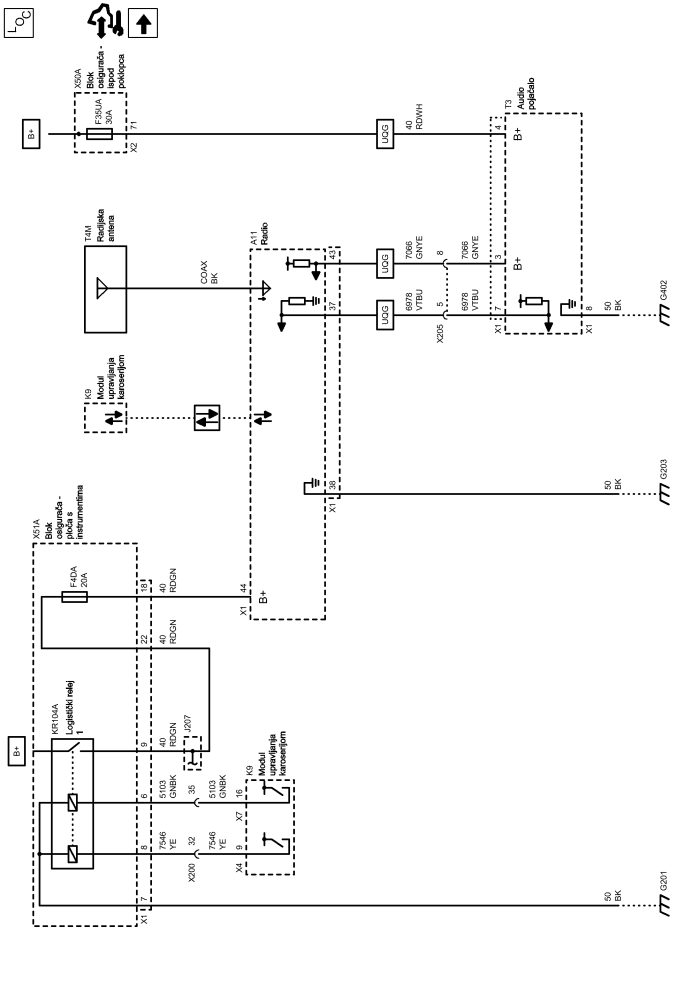 LOC
B+
X50A
Blok
osigurača -
ispod
poklopca
F35UA
30A
X2
71
UQG
40
RDWH
4
T3
Audio
pojačalo
B+
T4M
Radijska
antena
COAX
BK
A11
Radio
43
UQG
7066
GNYE
8
7066
GNYE
3
B+
37
UQG
6978
VTBU
5
X205
6978
VTBU
7
X1
8
X1
50
BK
G402
K9
Modul
upravljanja
karoserijom
38
X1
50
BK
G203
X51A
Blok
osigurača -
ploča s
instrumentima
F4DA
20A
18
40
RDGN
44
X1
B+
22
40
RDGN
B+
KR104A
Logistički relej
1
9
40
RDGN
J207
6
5103
GNBK
35
5103
GNBK
16
X7
K9
Modul
upravljanja
karoserijom
8
7546
YE
32
X200
7546
YE
9
X4
7
X1
50
BK
G201